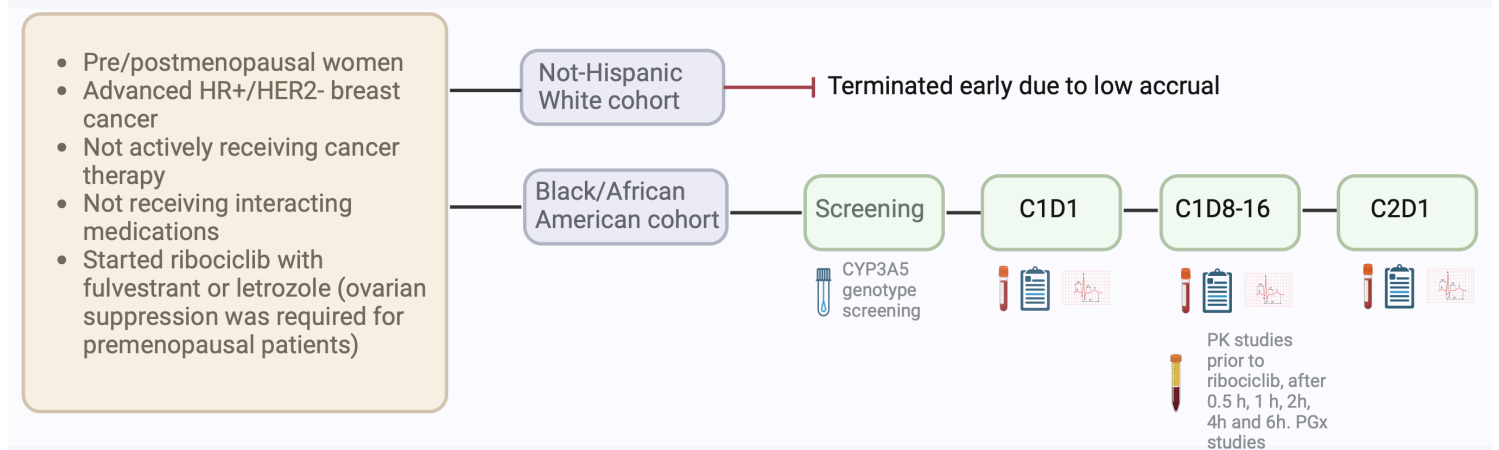 • Pre/postmenopausal women
• Advanced HR+/HER2- breast
cancer
• Not actively receiving cancer
therapy
• Not receiving interacting
medications
• Started ribociclib with
fulvestrant or letrozole (ovarian
suppression was required for
premenopausal patients)
Not-Hispanic
White cohort
Terminated early due to low accrual
Black/African
American cohort
Screening
C1D1
C1D8-16
C2D1
CYP3A5
genotype
screening
PK studies
prior to
ribociclib, after
0.5 h, 1 h, 2h,
4h and 6h. PGx
studies